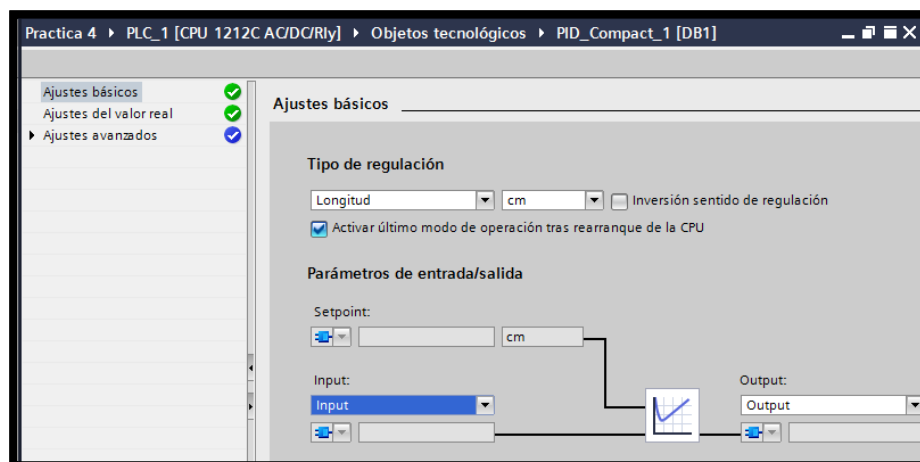 Practica 4 ▸ PLC_1 [CPU 1212C AC/DC/Rly] ▸ Objetos tecnológicos ▸ PID_Compact_1 [DB1]
Ajustes básicos
Ajustes del valor real
Ajustes avanzados
Ajustes básicos
Tipo de regulación
Longitud cm Inversión sentido de regulación
Activar último modo de operación tras rearranque de la CPU
Parámetros de entrada/salida
Setpoint:
cm
Input: Output:
Input Output